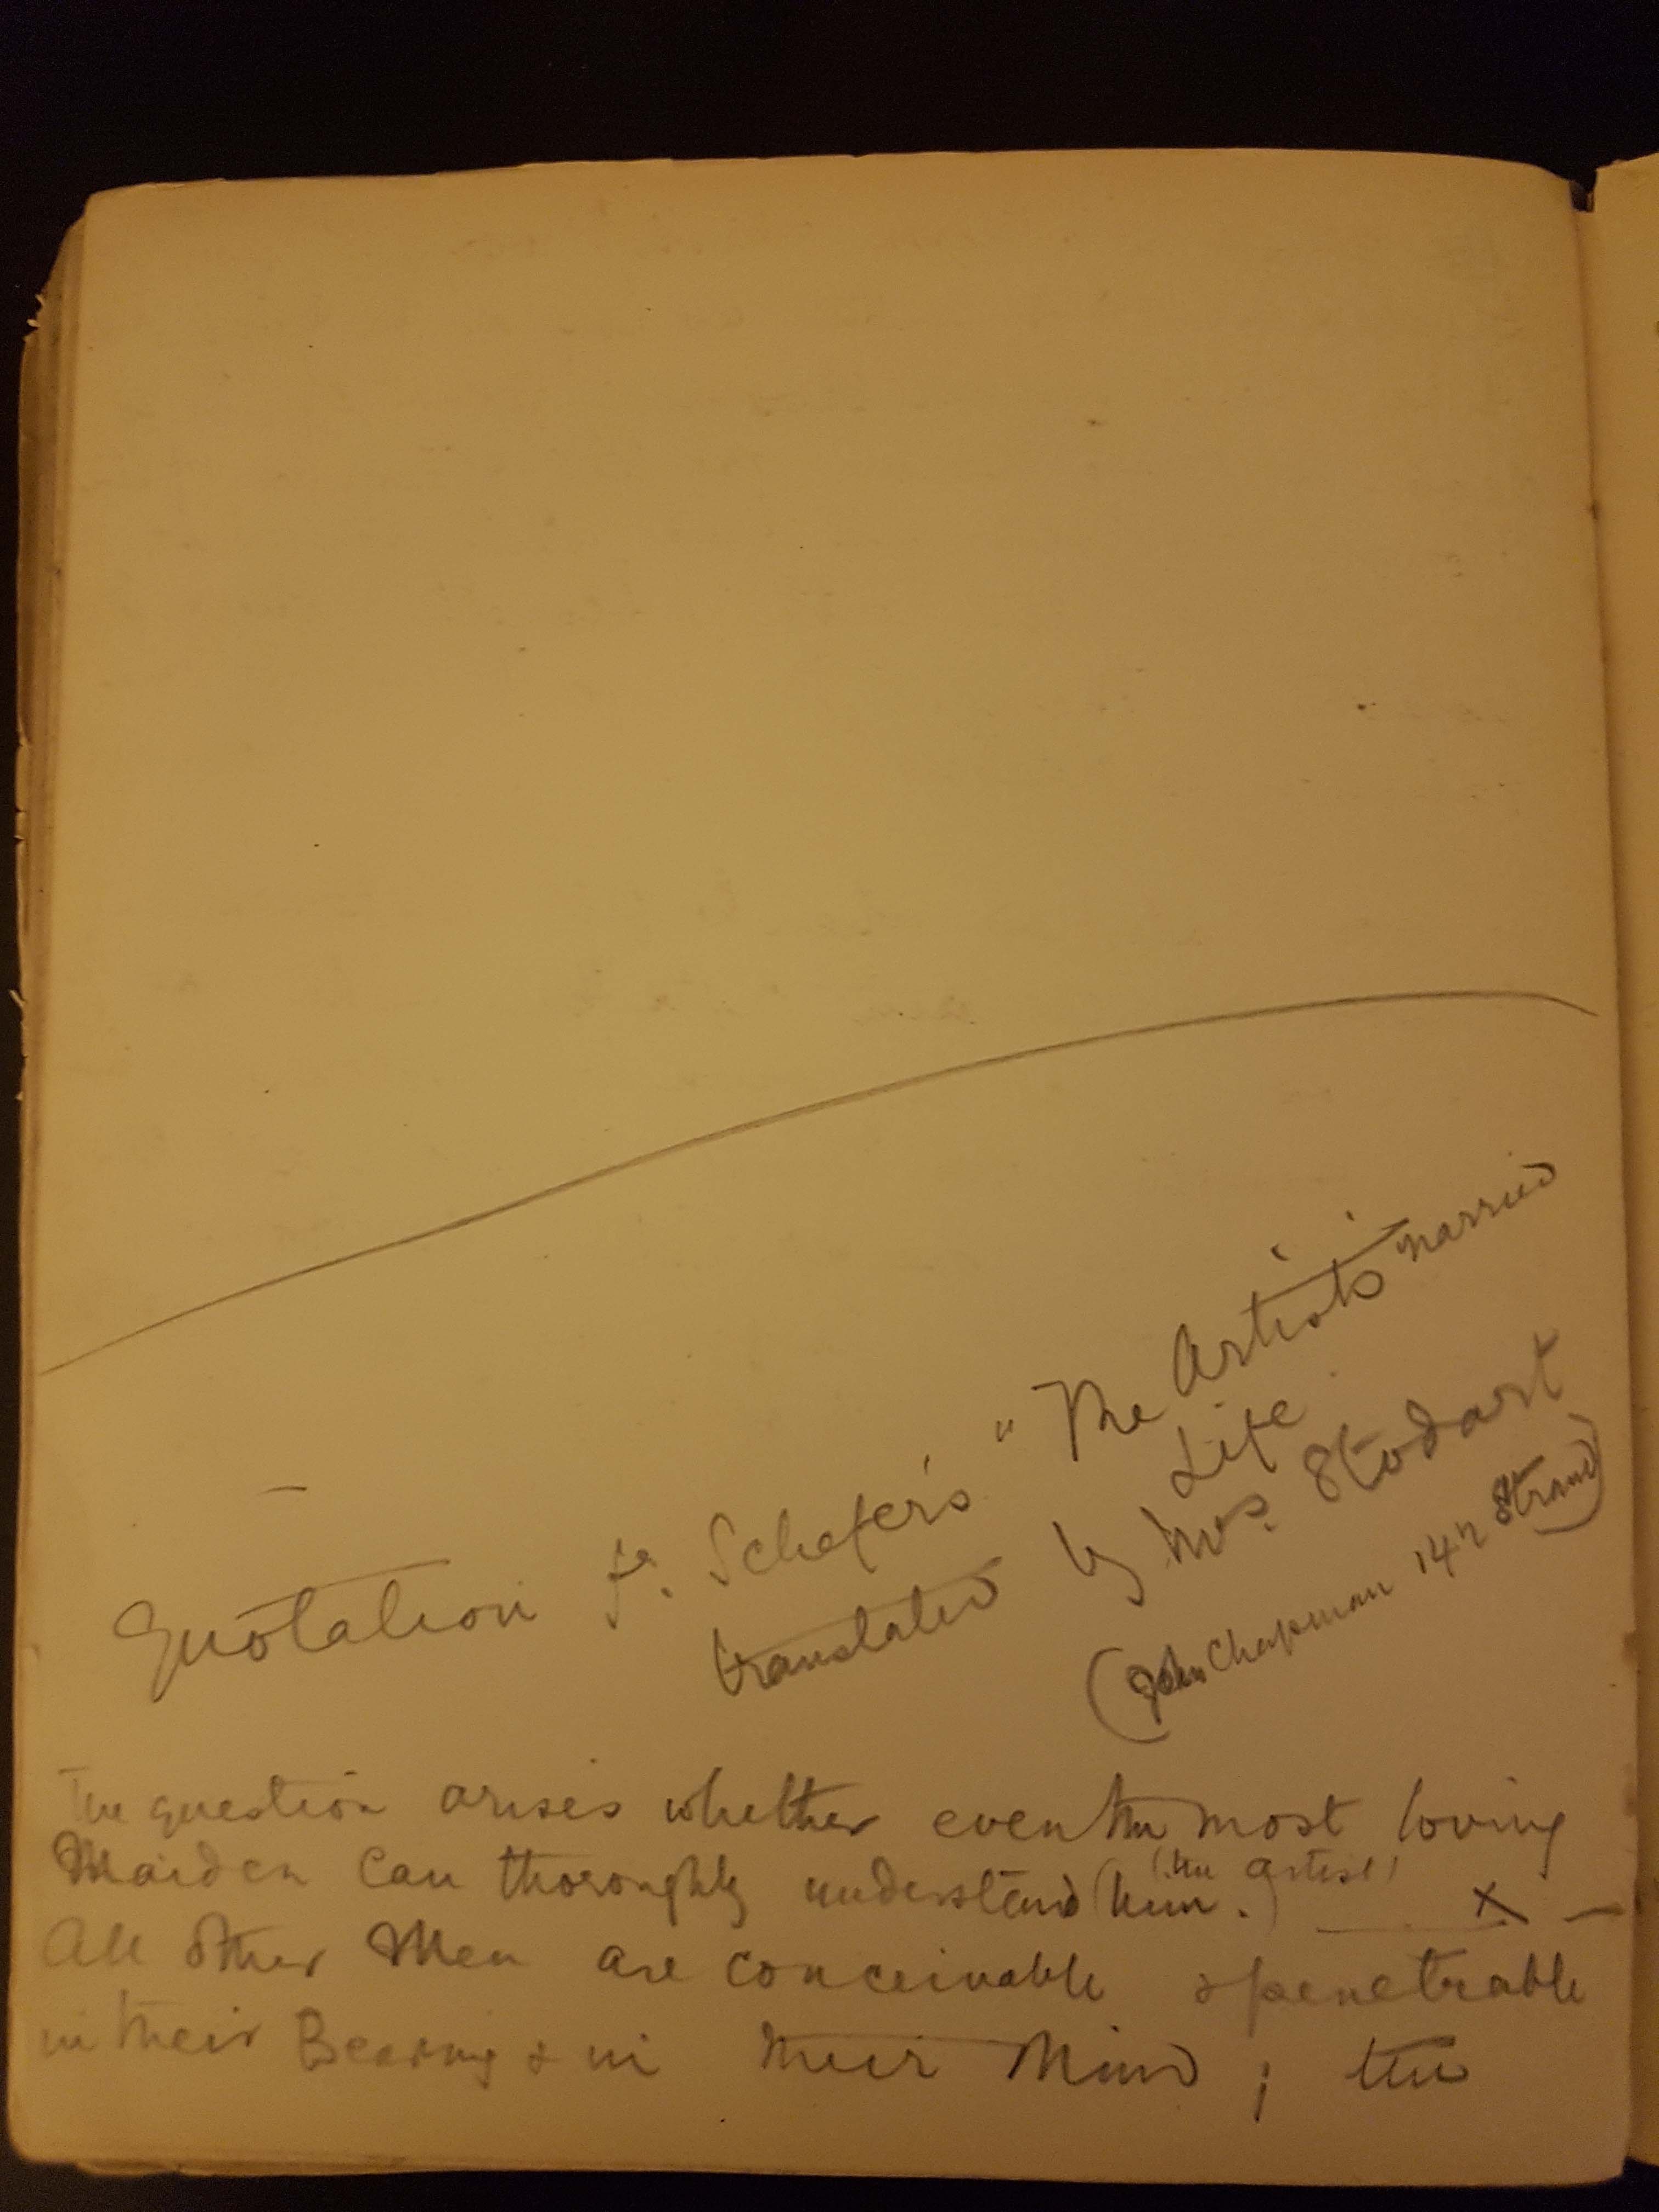 Quotation fr. Schefer's "The Artist's married
Life
translated by Mrs. Stodart
(John Chapman 142 Strand)
The question arises whether even the most loving
Maiden can thoroughly understand (him.) (the artist) x —
All other Men are conceivable & penetrable
in their Bearing & in their Mind ; the